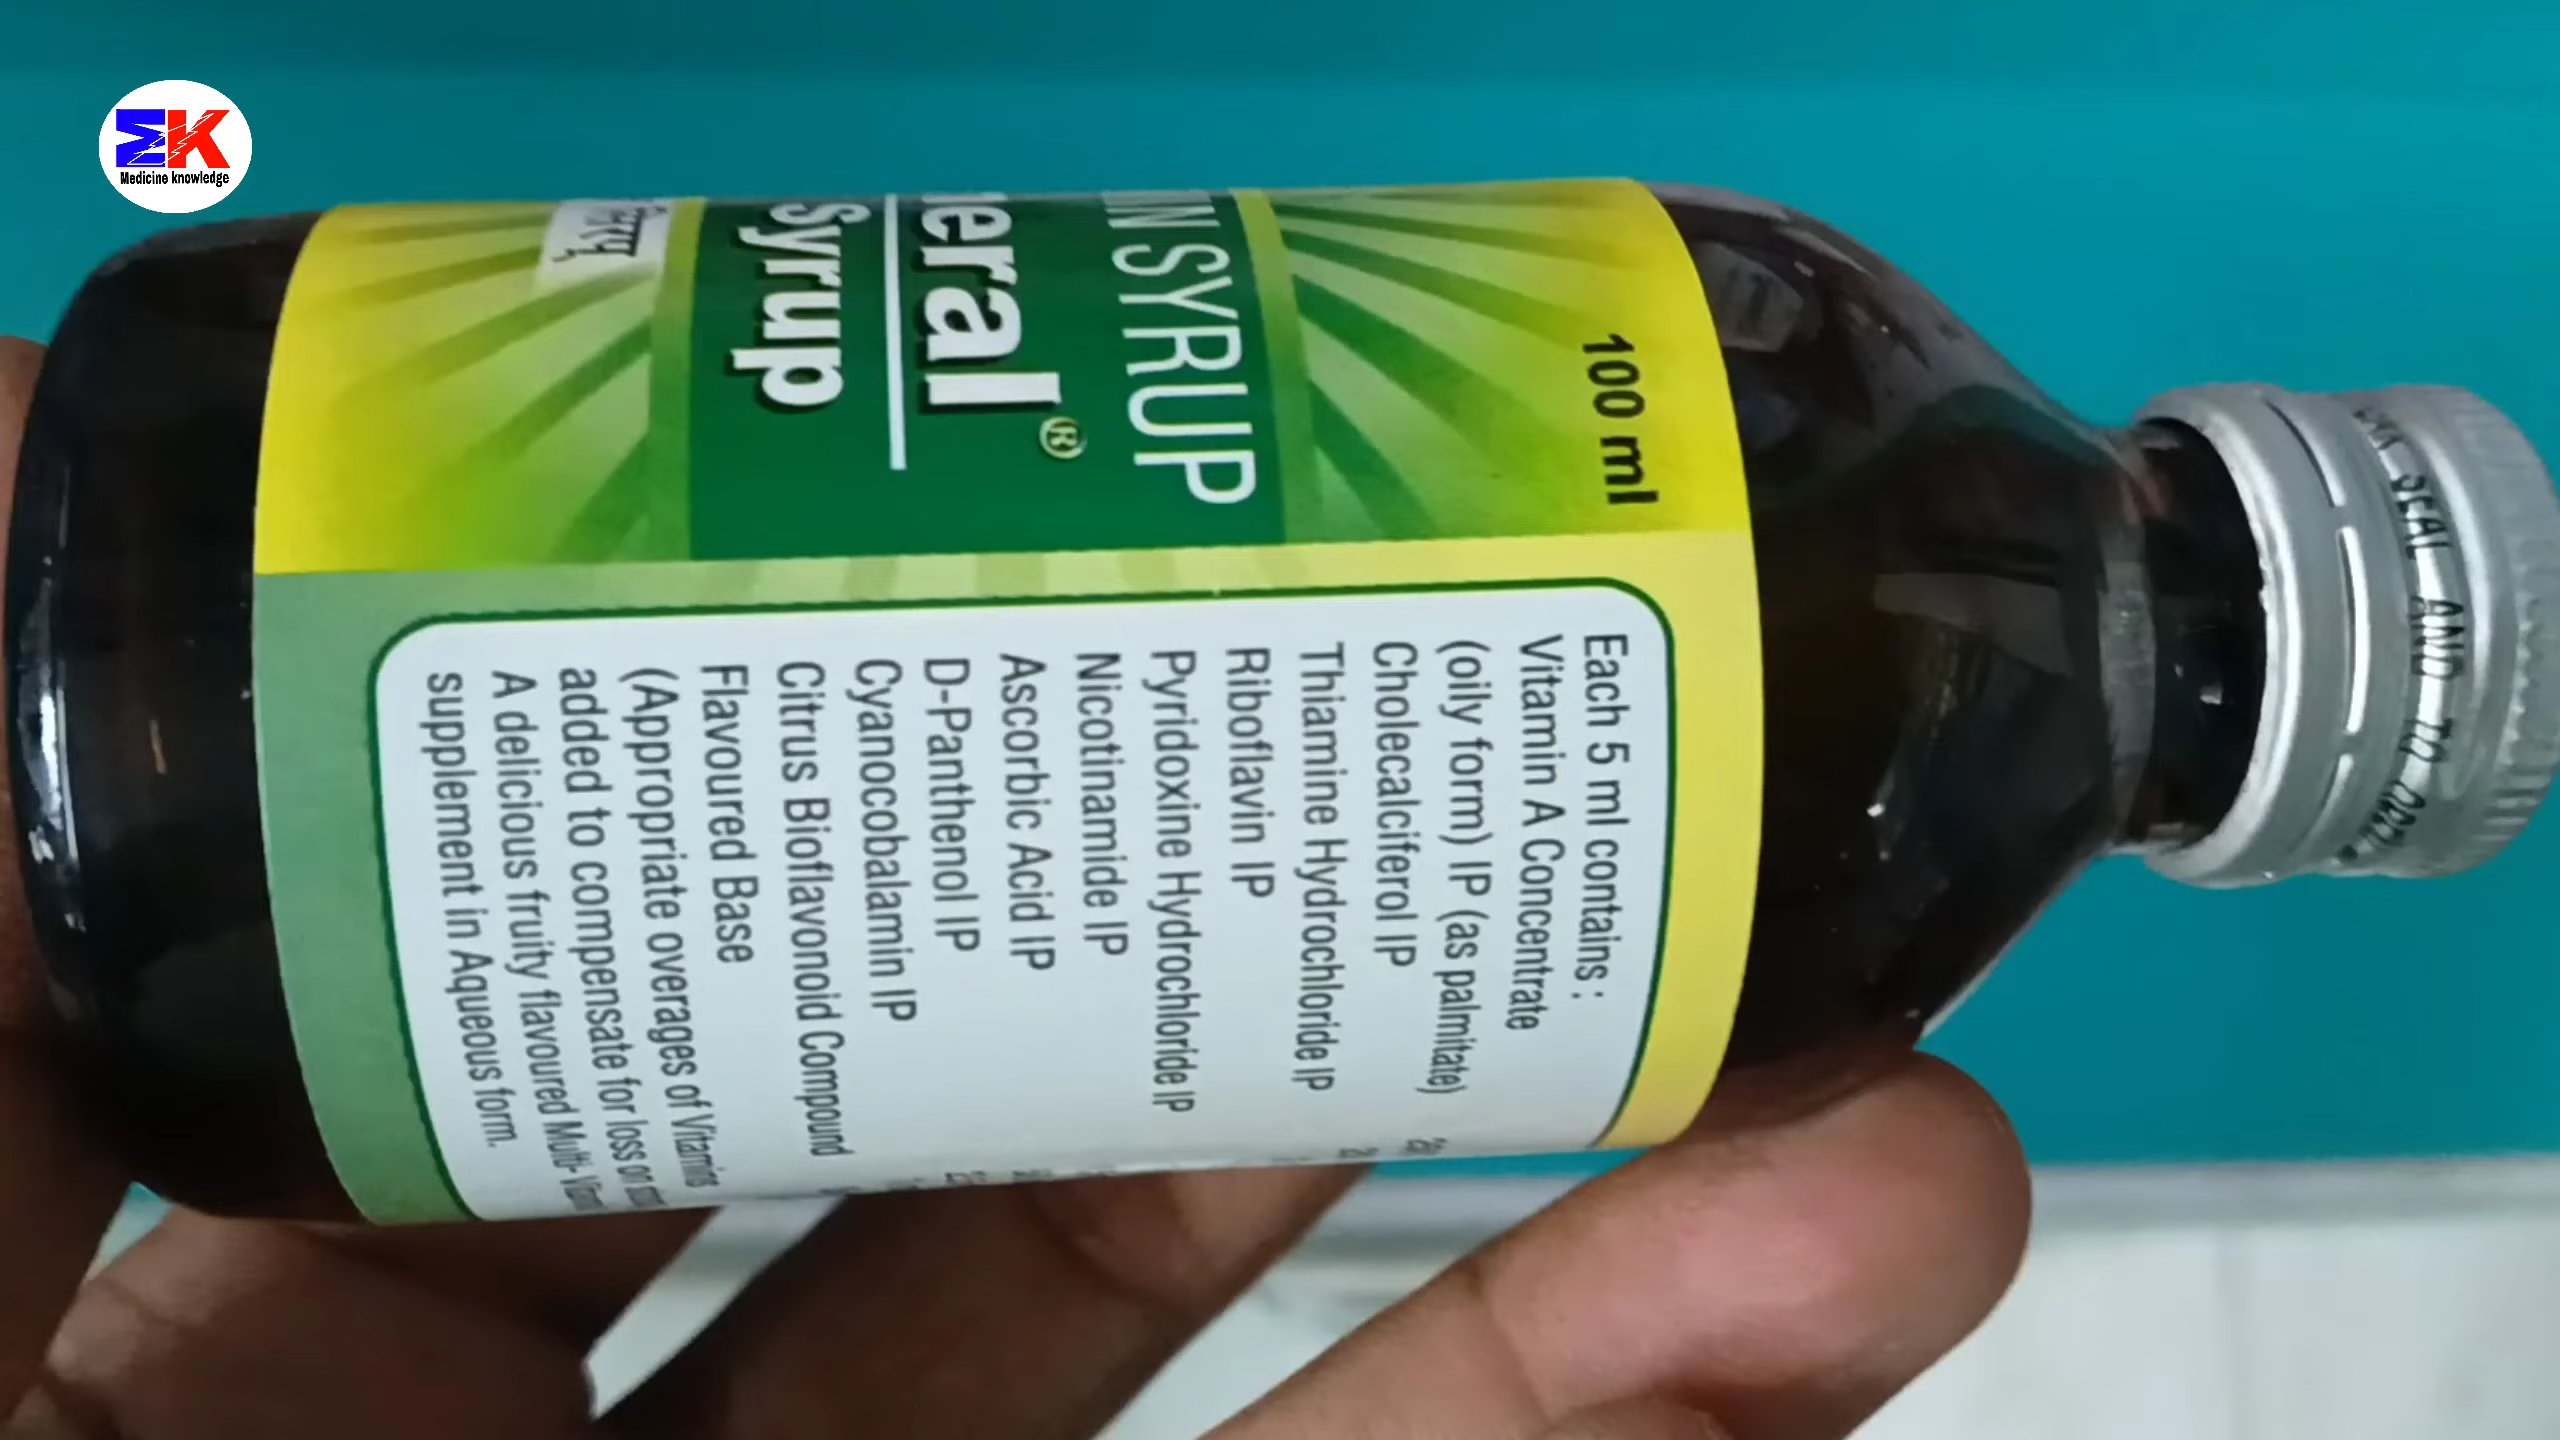 Medicine knowledge
100 ml
SYRUP
Syrup
Each 5 ml contains :
Vitamin A Concentrate
(oily form) IP (as palmitate)
Cholecalciferol IP
Thiamine Hydrochloride IP
Riboflavin IP
Pyridoxine Hydrochloride IP
Nicotinamide IP
Ascorbic Acid IP
D-Panthenol IP
Cyanocobalamin IP
Citrus Bioflavonoid Compound
Flavoured Base
(Appropriate overages of Vitamins
added to compensate for loss on
A delicious fruity flavoured Multi-
supplement in Aqueous form.
SEAL AND